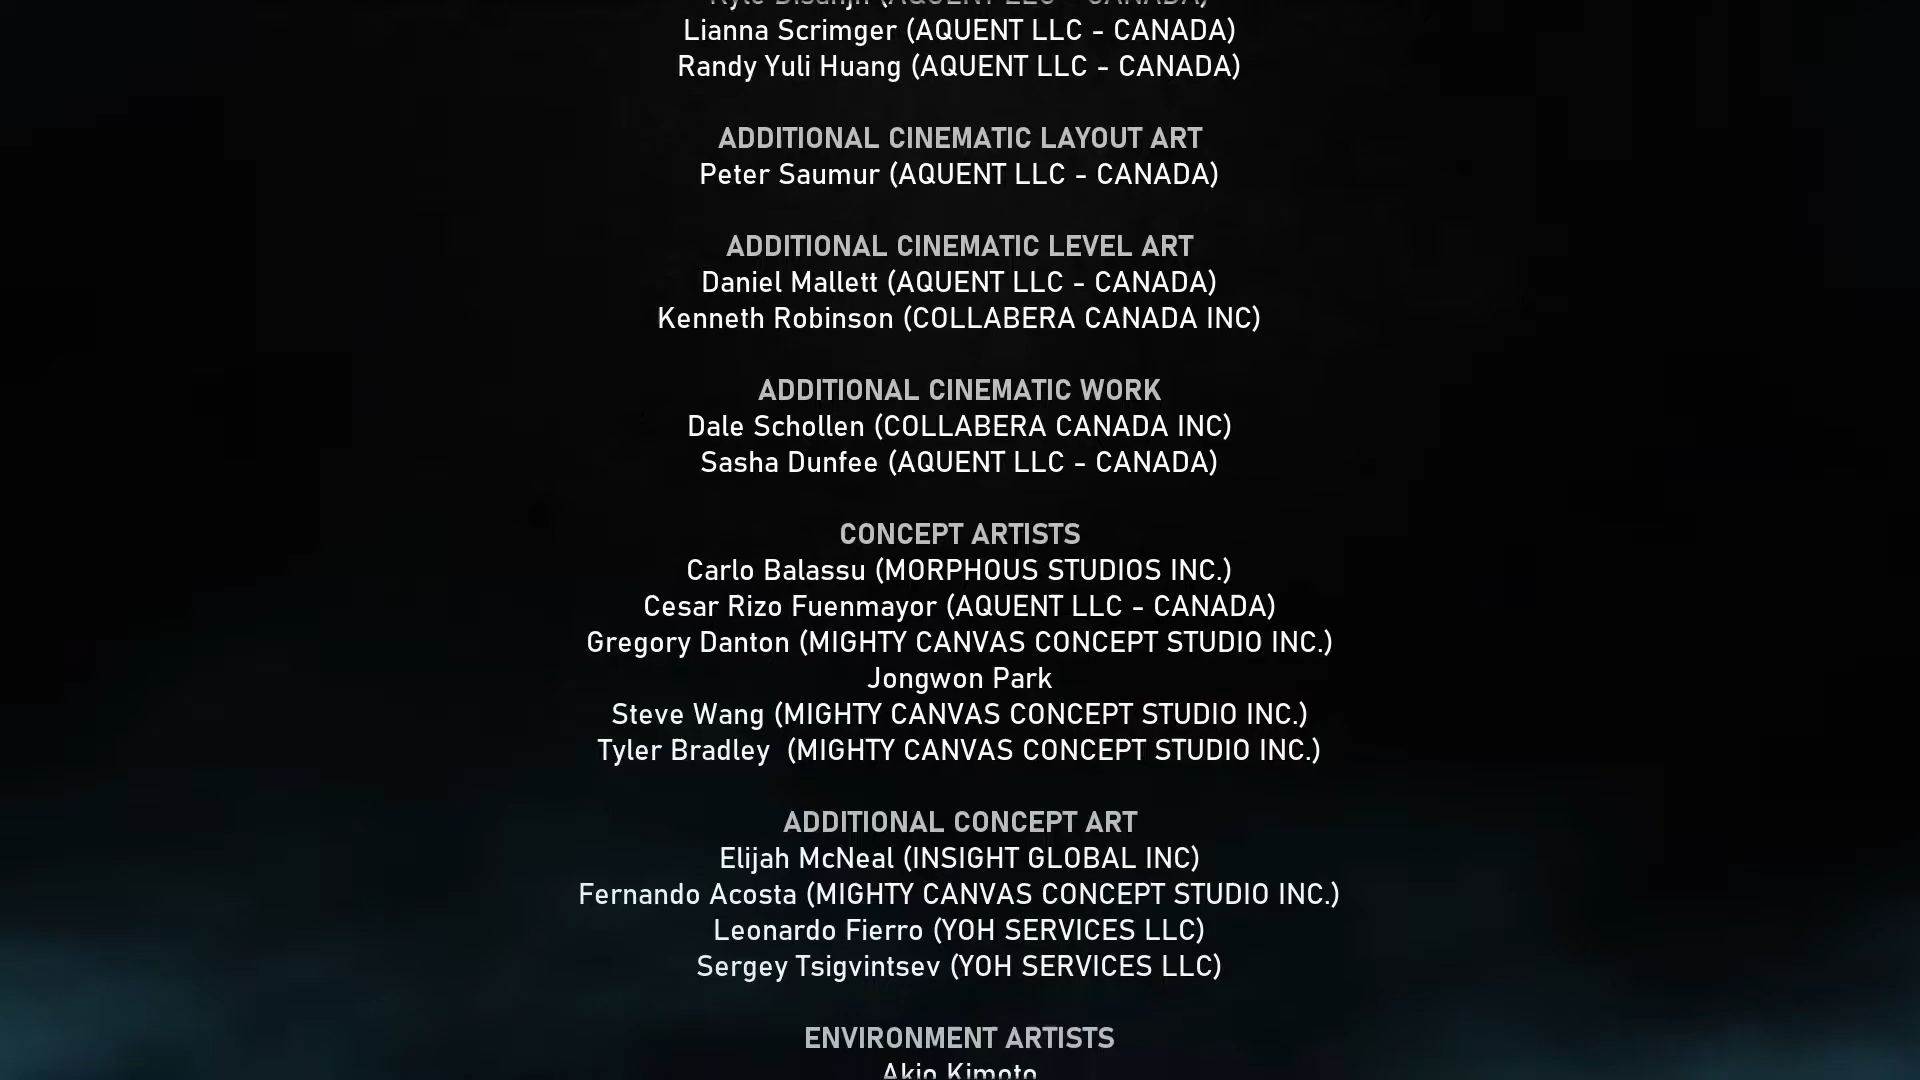 (AQUENT LLC - CANADA)
Lianna Scrimger (AQUENT LLC - CANADA)
Randy Yuli Huang (AQUENT LLC - CANADA)
ADDITIONAL CINEMATIC LAYOUT ART
Peter Saumur (AQUENT LLC - CANADA)
ADDITIONAL CINEMATIC LEVEL ART
Daniel Mallett (AQUENT LLC - CANADA)
Kenneth Robinson (COLLABERA CANADA INC)
ADDITIONAL CINEMATIC WORK
Dale Schollen (COLLABERA CANADA INC)
Sasha Dunfee (AQUENT LLC - CANADA)
CONCEPT ARTISTS
Carlo Balassu (MORPHOUS STUDIOS INC.)
Cesar Rizo Fuenmayor (AQUENT LLC - CANADA)
Gregory Danton (MIGHTY CANVAS CONCEPT STUDIO INC.)
Jongwon Park
Steve Wang (MIGHTY CANVAS CONCEPT STUDIO INC.)
Tyler Bradley  (MIGHTY CANVAS CONCEPT STUDIO INC.)
ADDITIONAL CONCEPT ART
Elijah McNeal (INSIGHT GLOBAL INC)
Fernando Acosta (MIGHTY CANVAS CONCEPT STUDIO INC.)
Leonardo Fierro (YOH SERVICES LLC)
Sergey Tsigvintsev (YOH SERVICES LLC)
ENVIRONMENT ARTISTS
Akio Kimoto